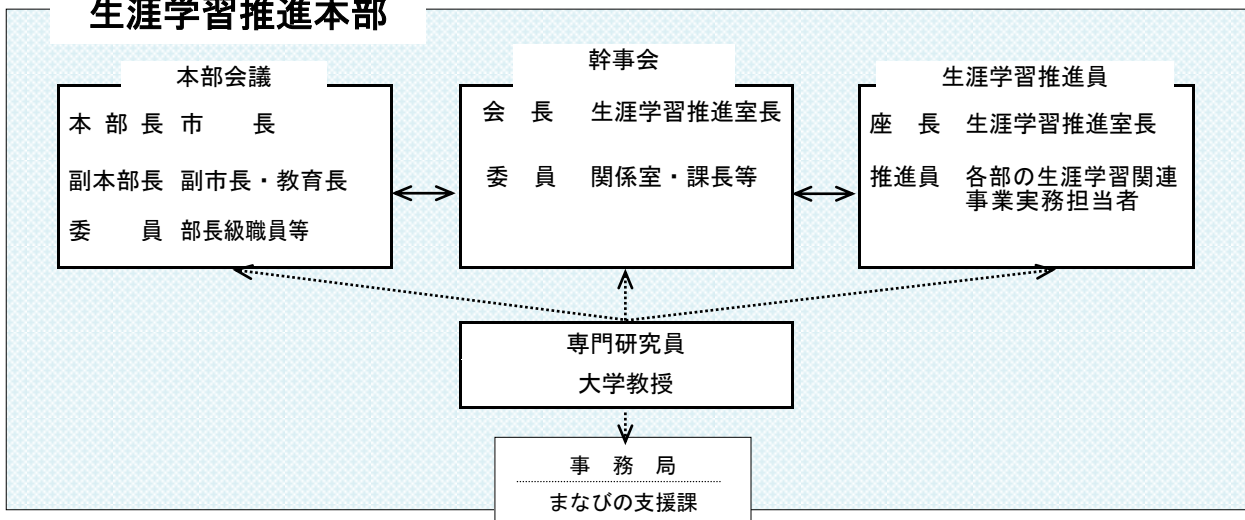 生涯学習推進本部
本部会議
本 部 長 市　　長
副本部長 副市長・教育長
委　　員 部長級職員等
幹事会
会　長　生涯学習推進室長
委　員　関係室・課長等
生涯学習推進員
座　長　生涯学習推進室長
推進員　各部の生涯学習関連
事業実務担当者
専門研究員
大学教授
事　務　局
まなびの支援課